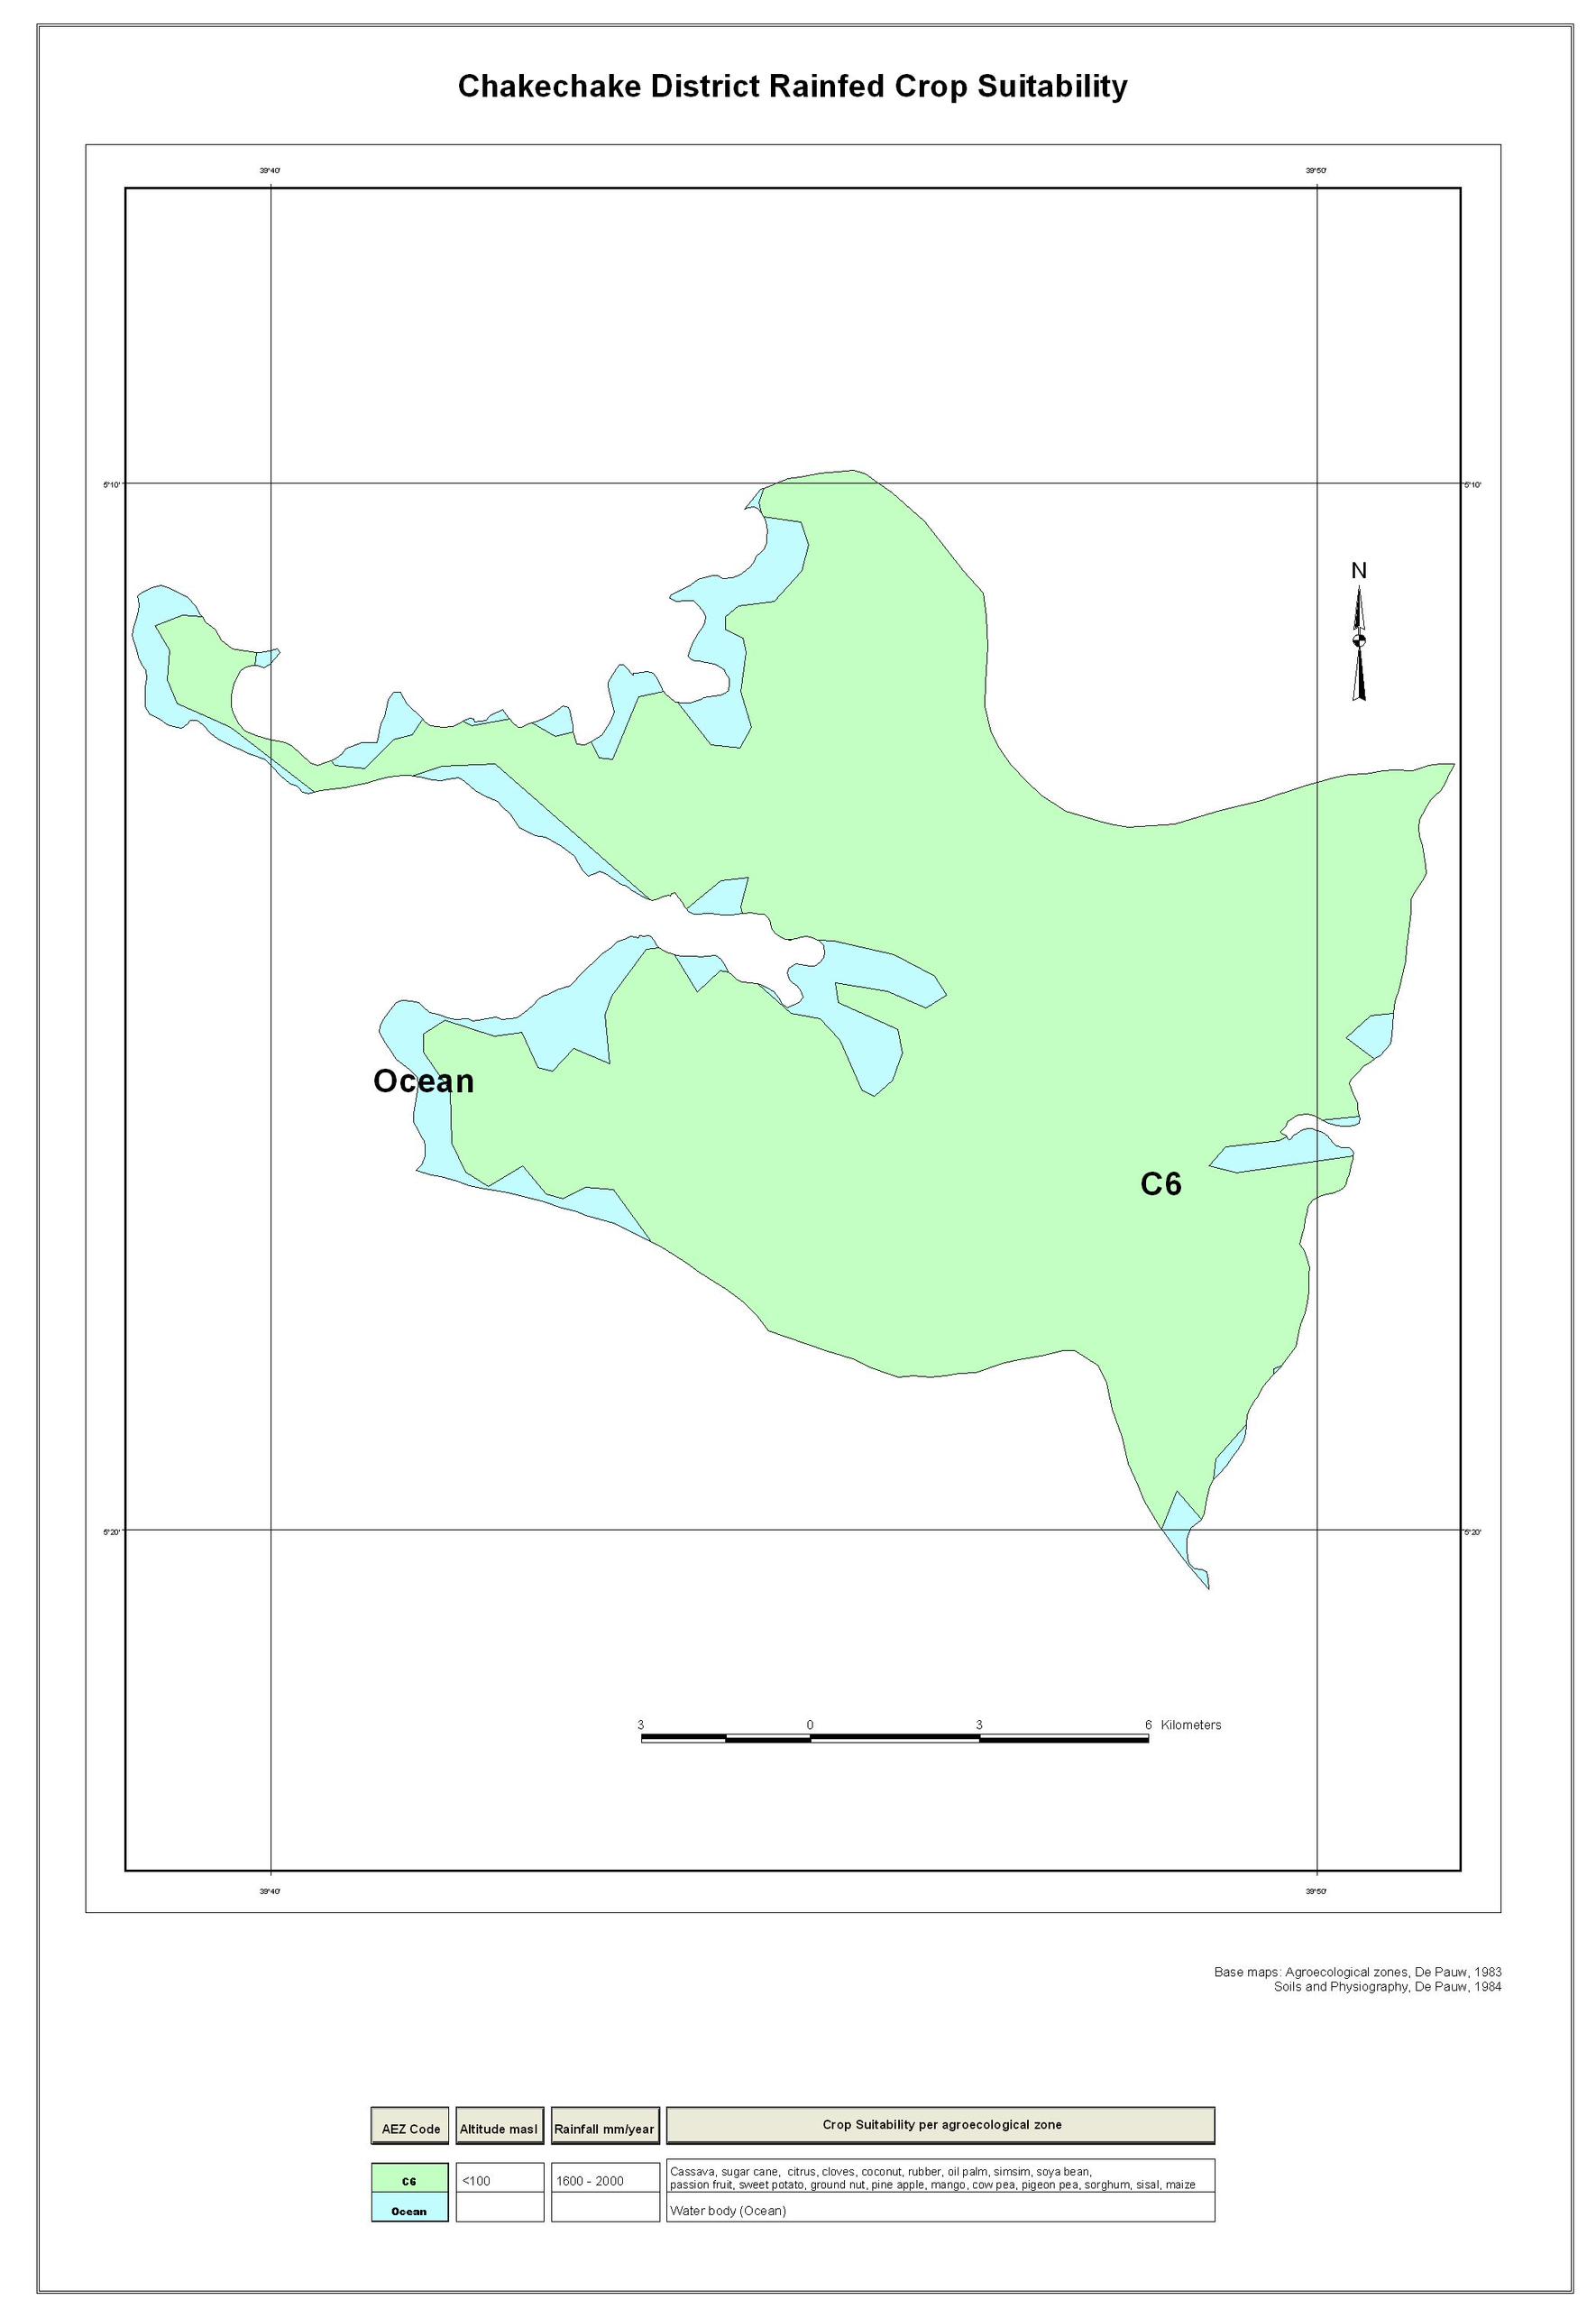 Chakechake District Rainfed Crop Suitability
39°40'
39°50'
5°10'
5°10'
N
Ocean
C6
5°20'
5°20'
3 0 3 6 Kilometers
39°40'
39°50'
Base maps: Agroecological zones, De Pauw, 1983
Soils and Physiography, De Pauw, 1984
AEZ Code Altitude masl Rainfall mm/year Crop Suitability per agroecological zone
C6 <100 1600 - 2000 Cassava, sugar cane, citrus, cloves, coconut, rubber, oil palm, simsim, soya bean,
passion fruit, sweet potato, ground nut, pine apple, mango, cow pea, pigeon pea, sorghum, sisal, maize
Ocean Water body (Ocean)